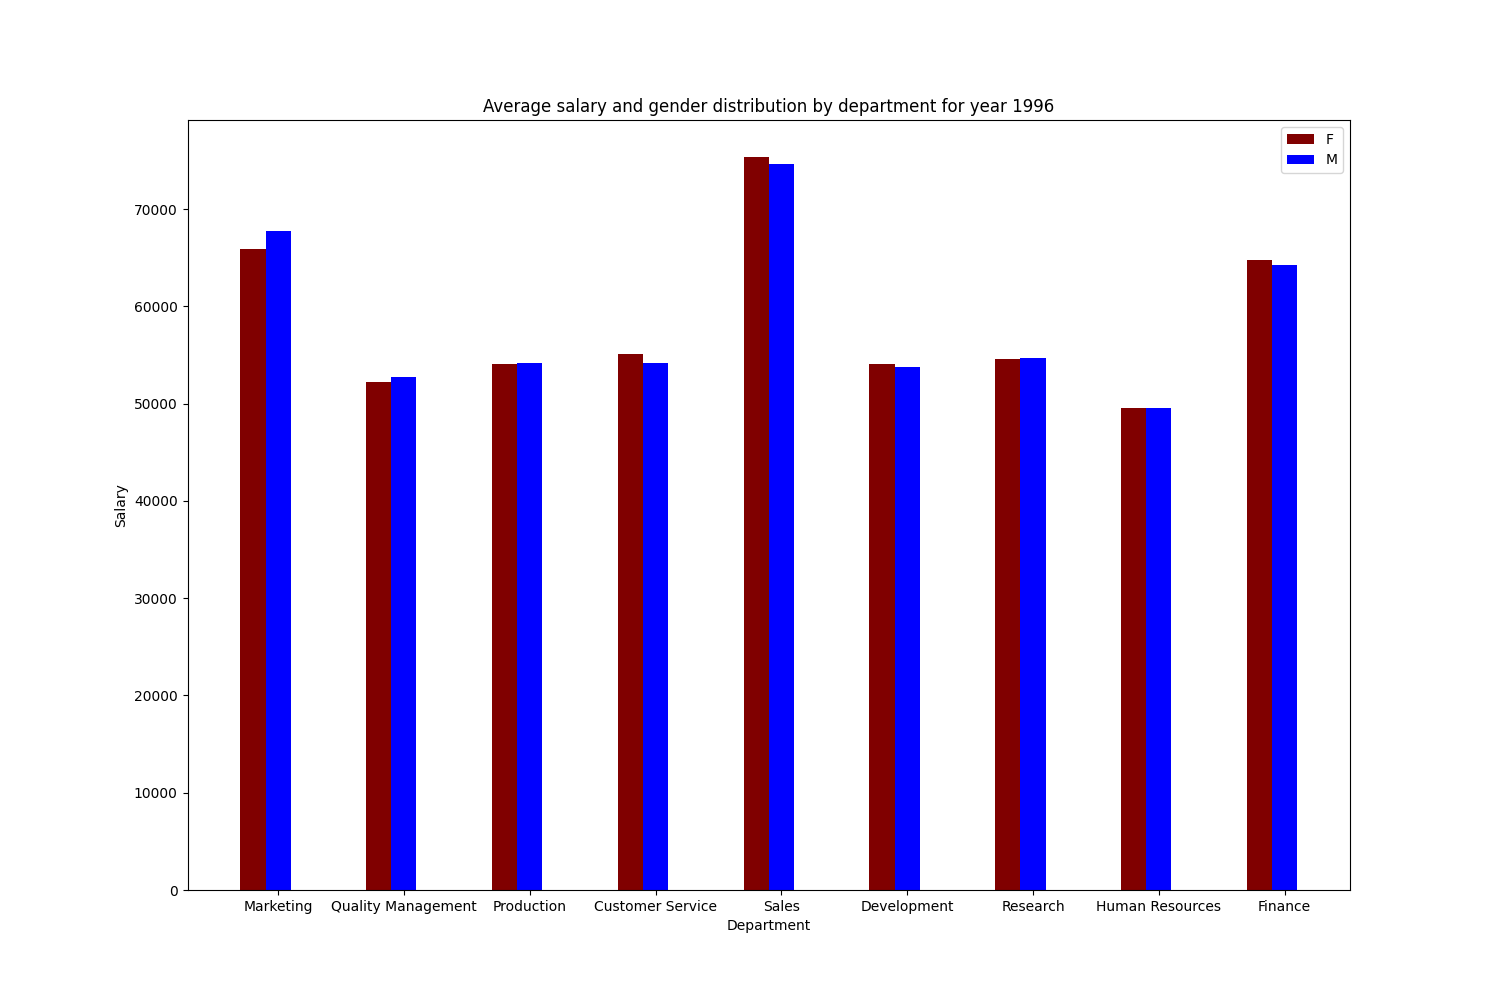 Average salary and gender distribution by department for year 1996
F
M
70000
60000
50000
40000
30000
20000
10000
0
Salary
Marketing Quality Management Production Customer Service Sales Development Research Human Resources Finance
Department